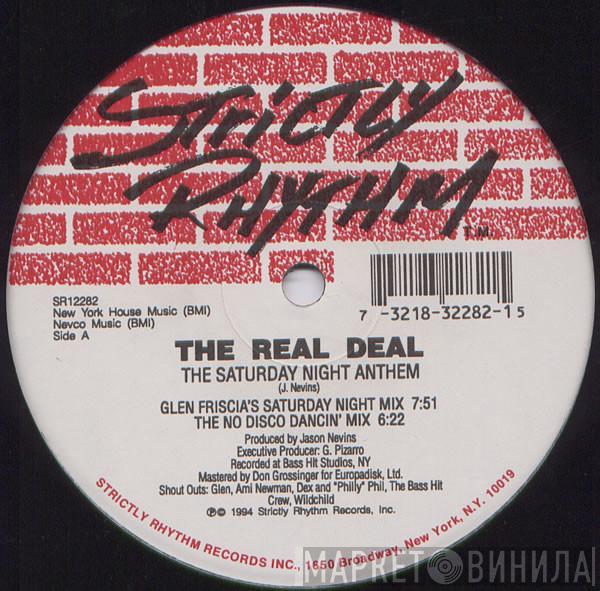 STRICTLY
RHYTHM
T.M.
SR12282
New York House Music (BMI)
Nevco Music (BMI)
Side A
7 -3218-32282-1 5
THE REAL DEAL
THE SATURDAY NIGHT ANTHEM
(J. Nevins)
GLEN FRISCIA'S SATURDAY NIGHT MIX 7:51
THE NO DISCO DANCIN' MIX 6:22
Produced by Jason Nevins
Executive Producer: G. Pizarro
Recorded at Bass Hit Studios, NY
Mastered by Don Grossinger for Europadisk, Ltd.
Shout Outs: Glen, Ami Newman, Dex and "Philly" Phil, The Bass Hit
Crew, Wildchild
℗© 1994 Strictly Rhythm Records, Inc.
STRICTLY RHYTHM RECORDS INC., 1650 Broadway, New York, N.Y. 10019
МАРКЕТ ВИНИЛА